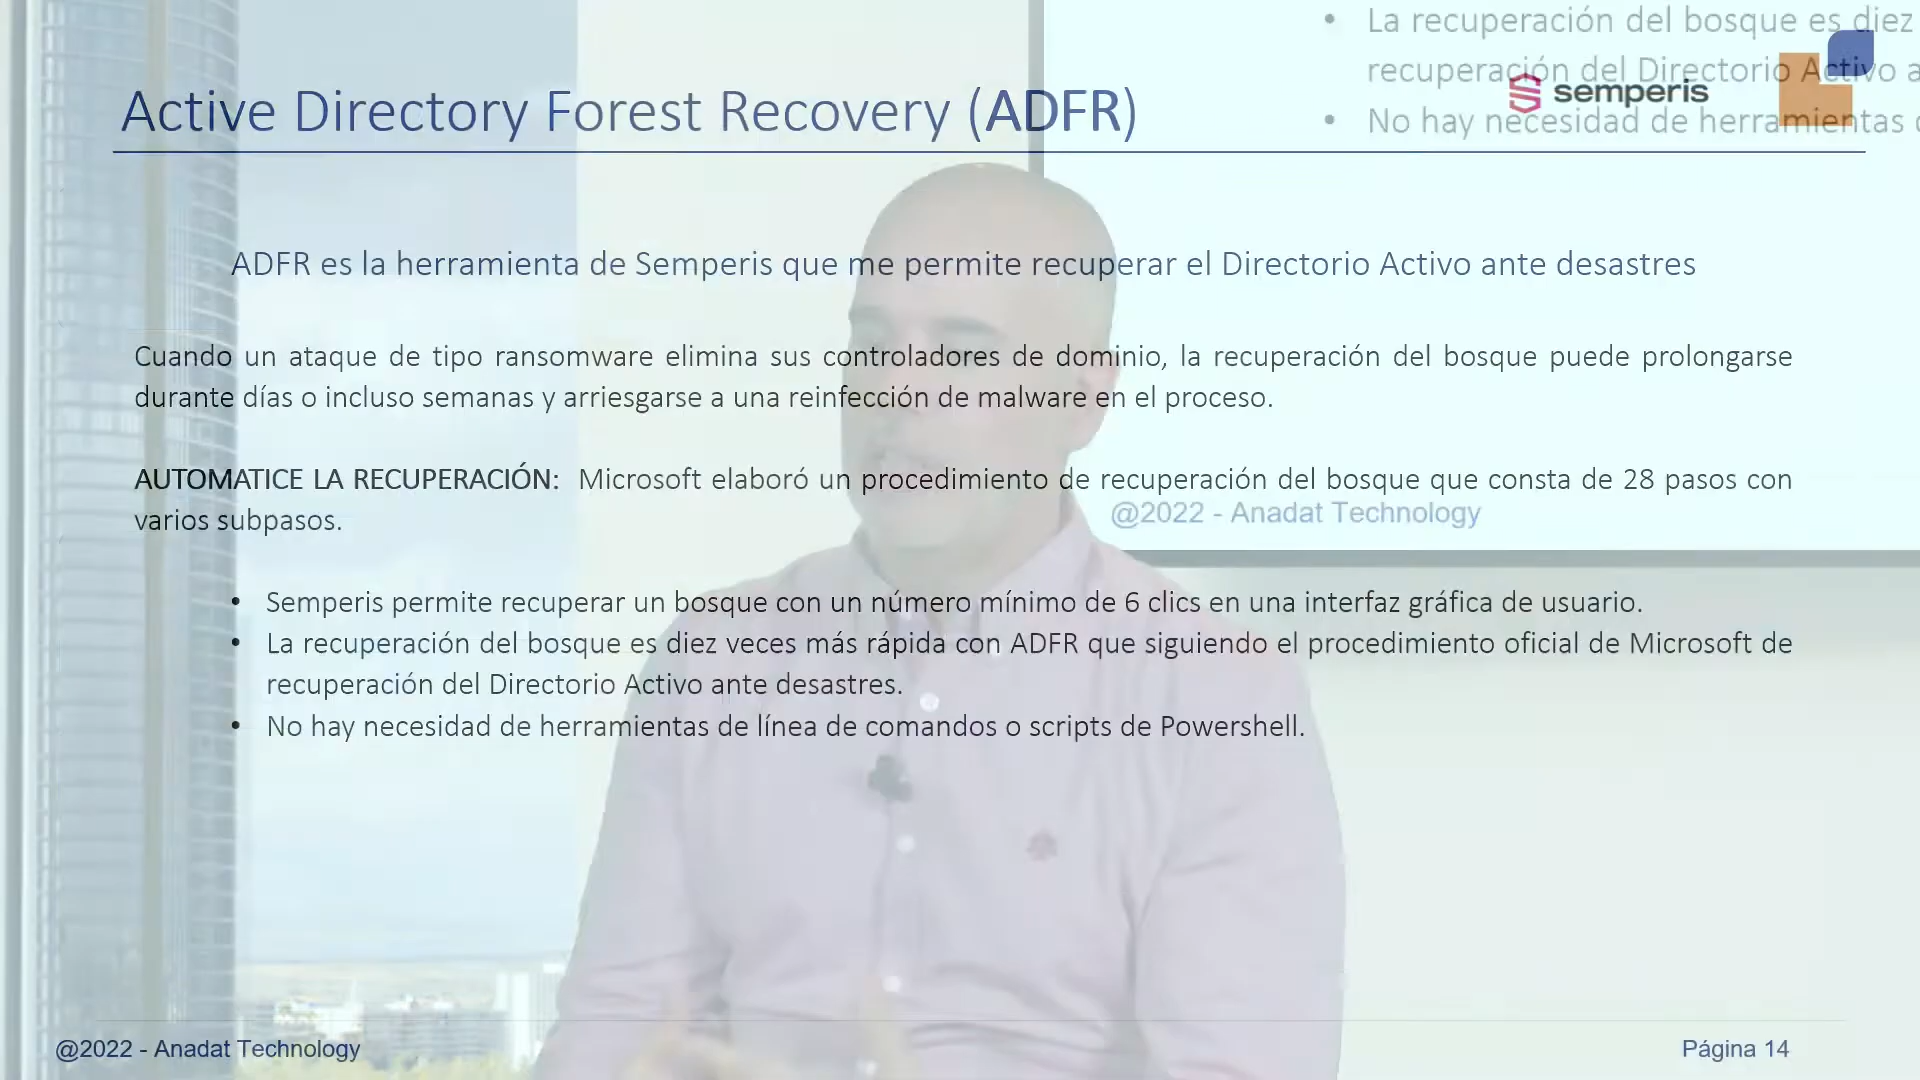 La recuperación del bosque es diez
recuperación del Directorio Activo a
No hay necesidad de herramientas
semperis
Active Directory Forest Recovery (ADFR)
ADFR es la herramienta de Semperis que me permite recuperar el Directorio Activo ante desastres
Cuando un ataque de tipo ransomware elimina sus controladores de dominio, la recuperación del bosque puede prolongarse
durante días o incluso semanas y arriesgarse a una reinfección de malware en el proceso.
AUTOMATICE LA RECUPERACIÓN: Microsoft elaboró un procedimiento de recuperación del bosque que consta de 28 pasos con
varios subpasos.
@2022 - Anadat Technology
• Semperis permite recuperar un bosque con un número mínimo de 6 clics en una interfaz gráfica de usuario.
• La recuperación del bosque es diez veces más rápida con ADFR que siguiendo el procedimiento oficial de Microsoft de
recuperación del Directorio Activo ante desastres.
• No hay necesidad de herramientas de línea de comandos o scripts de Powershell.
@2022 - Anadat Technology
Página 14